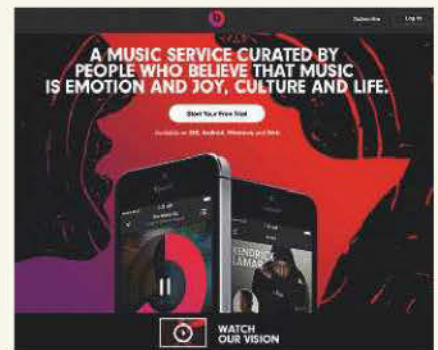 Subscribe Log In
A MUSIC SERVICE CURATED BY
PEOPLE WHO BELIEVE THAT MUSIC
IS EMOTION AND JOY, CULTURE AND LIFE.
Start Your Free Trial
Available on iOS, Android, Windows and Web.
KENDRICK
LAMAR
WATCH
OUR VISION